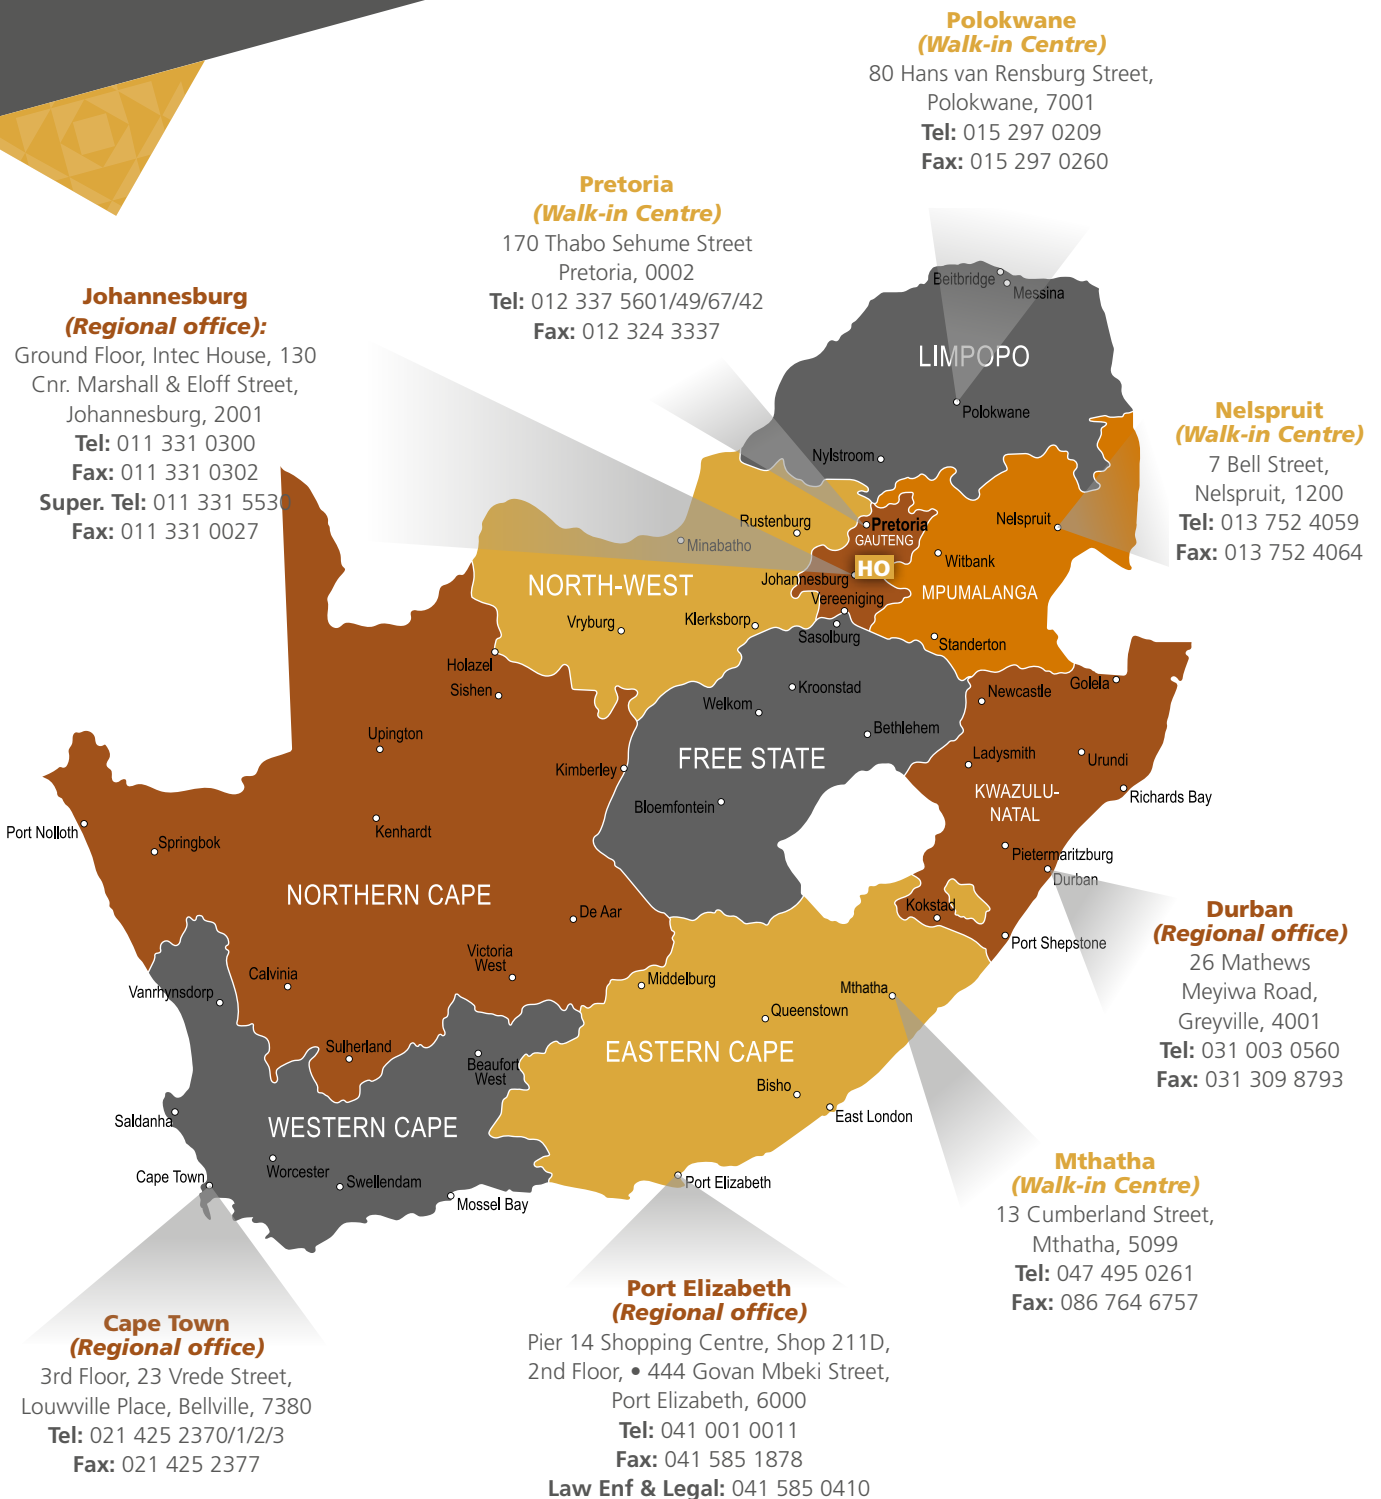 Polokwane
(Walk-in Centre)
80 Hans van Rensburg Street,
Polokwane, 7001
Tel: 015 297 0209
Fax: 015 297 0260
Pretoria
(Walk-in Centre)
170 Thabo Sehume Street
Pretoria, 0002
Tel: 012 337 5601/49/67/42
Fax: 012 324 3337
Johannesburg
(Regional office):
Ground Floor, Intec House, 130
Cnr. Marshall & Eloff Street,
Johannesburg, 2001
Tel: 011 331 0300
Fax: 011 331 0302
Super. Tel: 011 331 5530
Fax: 011 331 0027
Nelspruit
(Walk-in Centre)
7 Bell Street,
Nelspruit, 1200
Tel: 013 752 4059
Fax: 013 752 4064
Beitbridge
Messina
LIMPOPO
Polokwane
Nylstroom
Rustenburg
Minabatho
Pretoria
GAUTENG
HO
Johannesburg
Vereeniging
Nelspruit
Witbank
MPUMALANGA
Standerton
NORTH-WEST
Vryburg
Klerksborp
Sasolburg
Holazel
Sishen
Upington
Kimberley
Kenhardt
Port Nolloth
Springbok
NORTHERN CAPE
De Aar
Victoria
West
Calvinia
Sulherland
Welkom
Kroonstad
Bethlehem
FREE STATE
Bloemfontein
Newcastle
Golela
Ladysmith
Urundi
KWAZULU-
NATAL
Richards Bay
Pietermaritzburg
Durban
Kokstad
Port Shepstone
Middelburg
Mthatha
Queenstown
EASTERN CAPE
Bisho
East London
Port Elizabeth
Vanrhynsdorp
Beaufort
West
Saldanha
WESTERN CAPE
Worcester
Cape Town
Swellendam
Mossel Bay
Durban
(Regional office)
26 Mathews
Meyiwa Road,
Greyville, 4001
Tel: 031 003 0560
Fax: 031 309 8793
Mthatha
(Walk-in Centre)
13 Cumberland Street,
Mthatha, 5099
Tel: 047 495 0261
Fax: 086 764 6757
Port Elizabeth
(Regional office)
Pier 14 Shopping Centre, Shop 211D,
2nd Floor, • 444 Govan Mbeki Street,
Port Elizabeth, 6000
Tel: 041 001 0011
Fax: 041 585 1878
Law Enf & Legal: 041 585 0410
Cape Town
(Regional office)
3rd Floor, 23 Vrede Street,
Louwville Place, Bellville, 7380
Tel: 021 425 2370/1/2/3
Fax: 021 425 2377